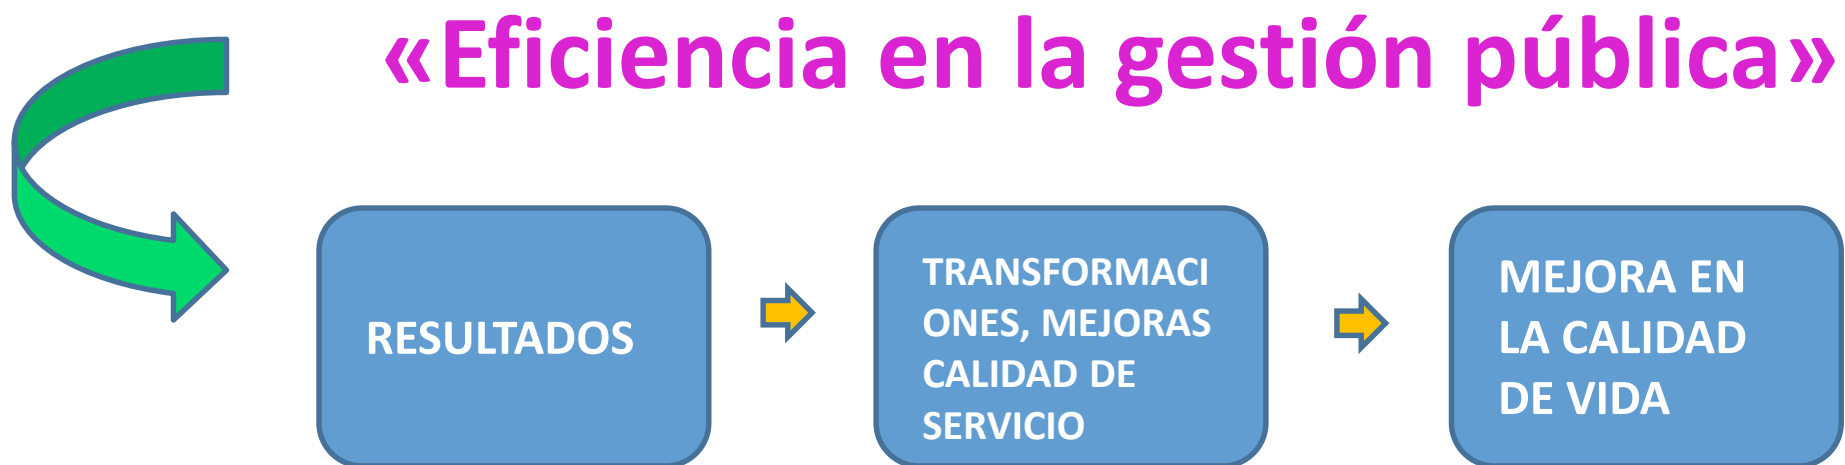 «Eficiencia en la gestión pública»
RESULTADOS
TRANSFORMACI
ONES, MEJORAS
CALIDAD DE
SERVICIO
MEJORA EN
LA CALIDAD
DE VIDA